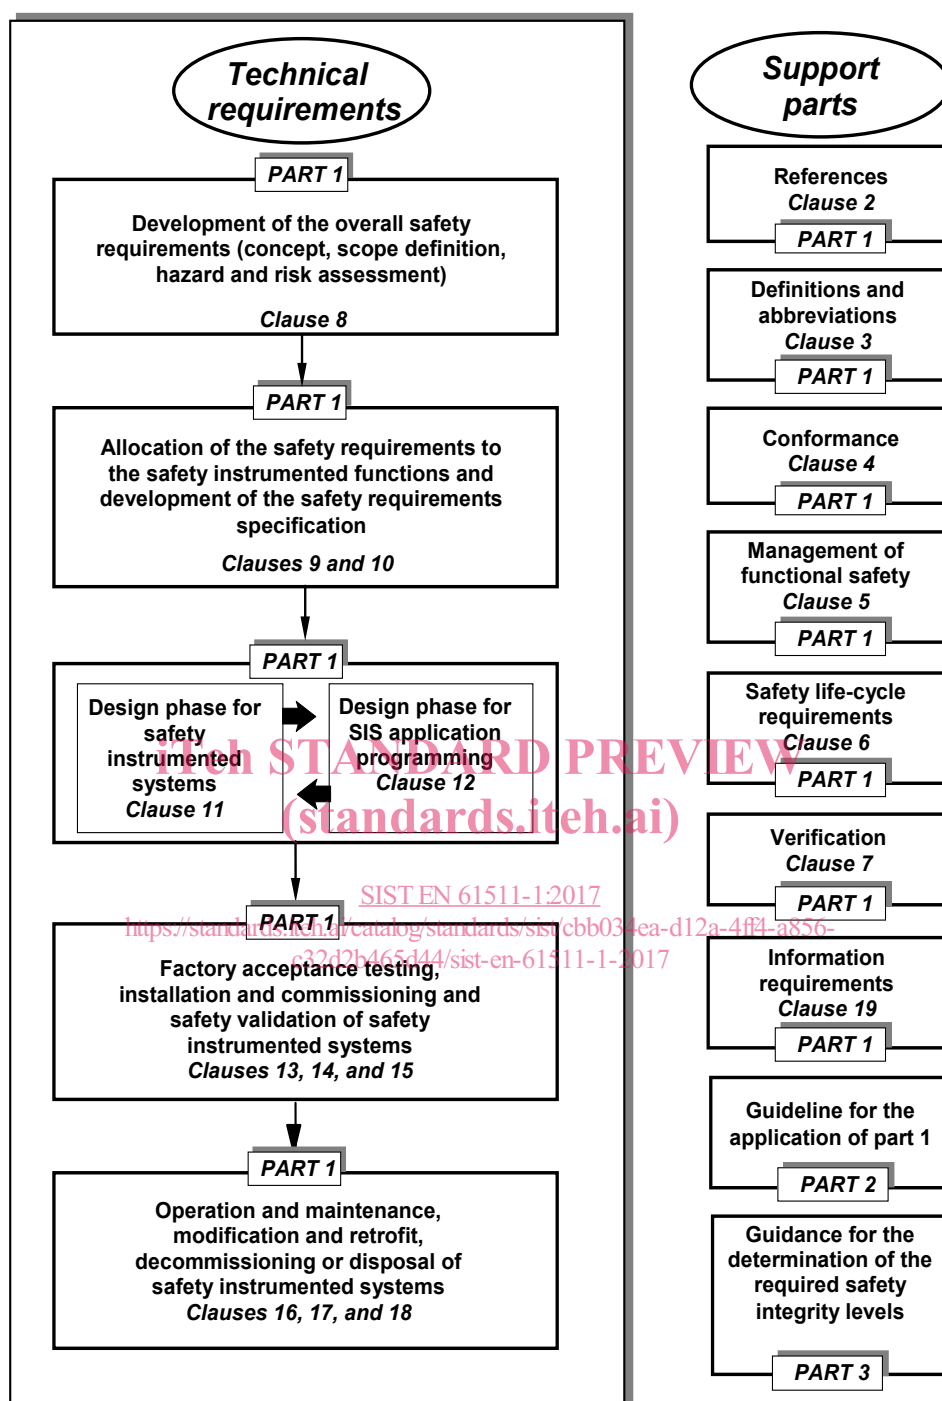 Technical
requirements
PART 1
Development of the overall safety
requirements (concept, scope definition,
hazard and risk assessment)
Clause 8
PART 1
Allocation of the safety requirements to
the safety instrumented functions and
development of the safety requirements
specification
Clauses 9 and 10
PART 1
Design phase for
safety
instrumented
systems
Clause 11
Design phase for
SIS application
programming
Clause 12
PART 1
Factory acceptance testing,
installation and commissioning and
safety validation of safety
instrumented systems
Clauses 13, 14, and 15
PART 1
Operation and maintenance,
modification and retrofit,
decommissioning or disposal of
safety instrumented systems
Clauses 16, 17, and 18
Support
parts
References
Clause 2
PART 1
Definitions and
abbreviations
Clause 3
PART 1
Conformance
Clause 4
PART 1
Management of
functional safety
Clause 5
PART 1
Safety life-cycle
requirements
Clause 6
PART 1
Verification
Clause 7
PART 1
Information
requirements
Clause 19
PART 1
Guideline for the
application of part 1
PART 2
Guidance for the
determination of the
required safety
integrity levels
PART 3
iTeh STANDARD PREVIEW
(standards.iteh.ai)
SIST EN 61511-1:2017
https://standards.iteh.ai/catalog/standards/sist/cbb034ea-d12a-4ff4-a856-
c32d2b465d44/sist-en-61511-1-2017